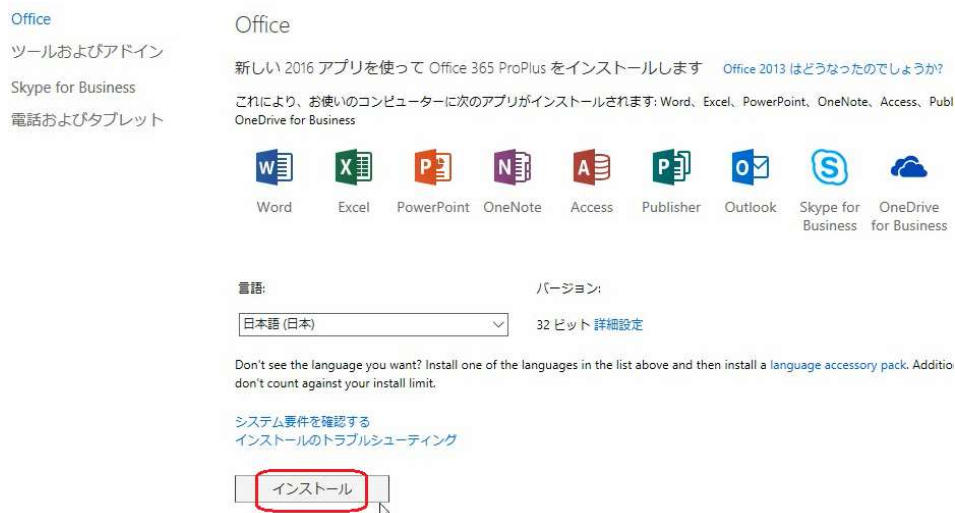 Office
ツールおよびアドイン
Skype for Business
電話およびタブレット
Office
新しい 2016 アプリを使って Office 365 ProPlus をインストールします Office 2013 はどうなったのでしょうか?
これにより、お使いのコンピューターに次のアプリがインストールされます: Word、Excel、PowerPoint、OneNote、Access、Publ
OneDrive for Business
Word Excel PowerPoint OneNote Access Publisher Outlook Skype for Business OneDrive for Business
言語: バージョン:
日本語 (日本) 32 ビット 詳細設定
Don't see the language you want? Install one of the languages in the list above and then install a language accessory pack. Additio
don't count against your install limit.
システム要件を確認する
インストールのトラブルシューティング
インストール